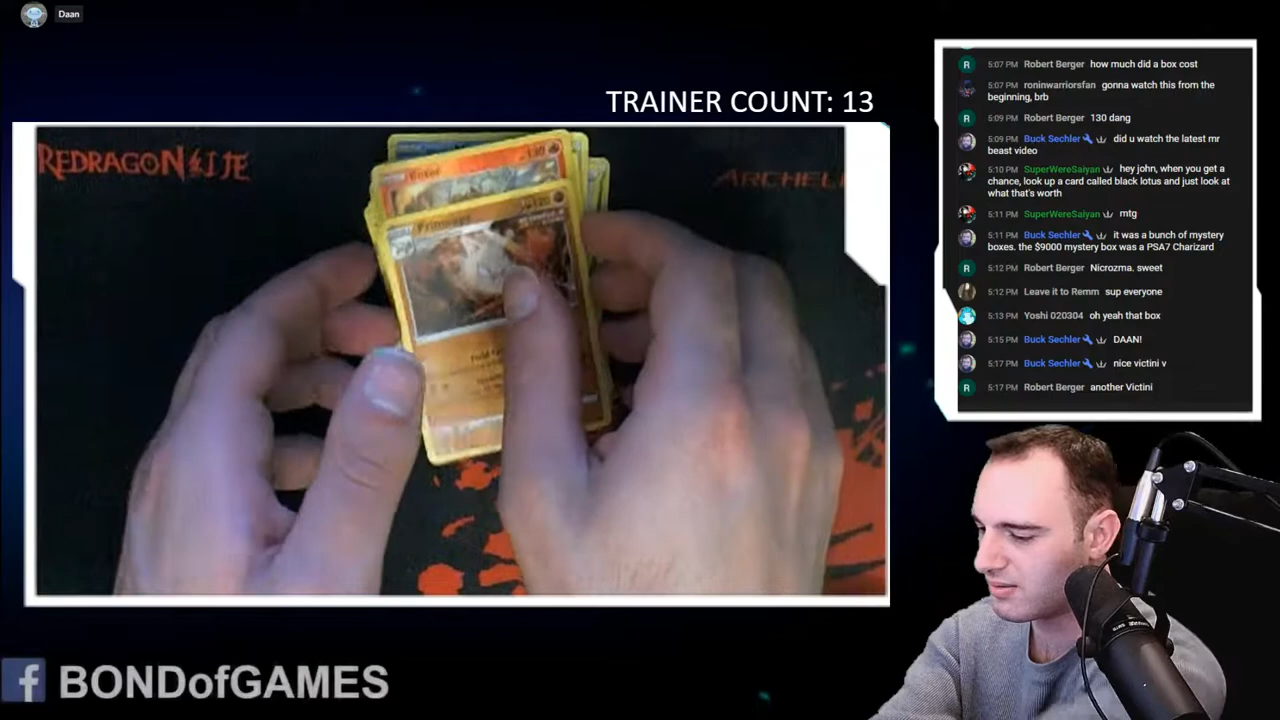 Daan
TRAINER COUNT: 13
REDRAGON
130
Entei
Primeape
R 5:07 PM Robert Berger how much did a box cost
5:07 PM roninwarriorsfan gonna watch this from the
beginning, brb
R 5:09 PM Robert Berger 130 dang
5:09 PM Buck Sechler did u watch the latest mr
beast video
5:10 PM SuperWereSaiyan hey john, when you get a
chance, look up a card called black lotus and just look at
what that's worth
5:11 PM SuperWereSaiyan mtg
5:11 PM Buck Sechler it was a bunch of mystery
boxes. the $9000 mystery box was a PSA7 Charizard
R 5:12 PM Robert Berger Nicrozma. sweet
5:12 PM Leave it to Remm sup everyone
5:13 PM Yoshi 020304 oh yeah that box
5:15 PM Buck Sechler DAAN!
5:17 PM Buck Sechler nice victini v
R 5:17 PM Robert Berger another Victini
f BONDofGAMES